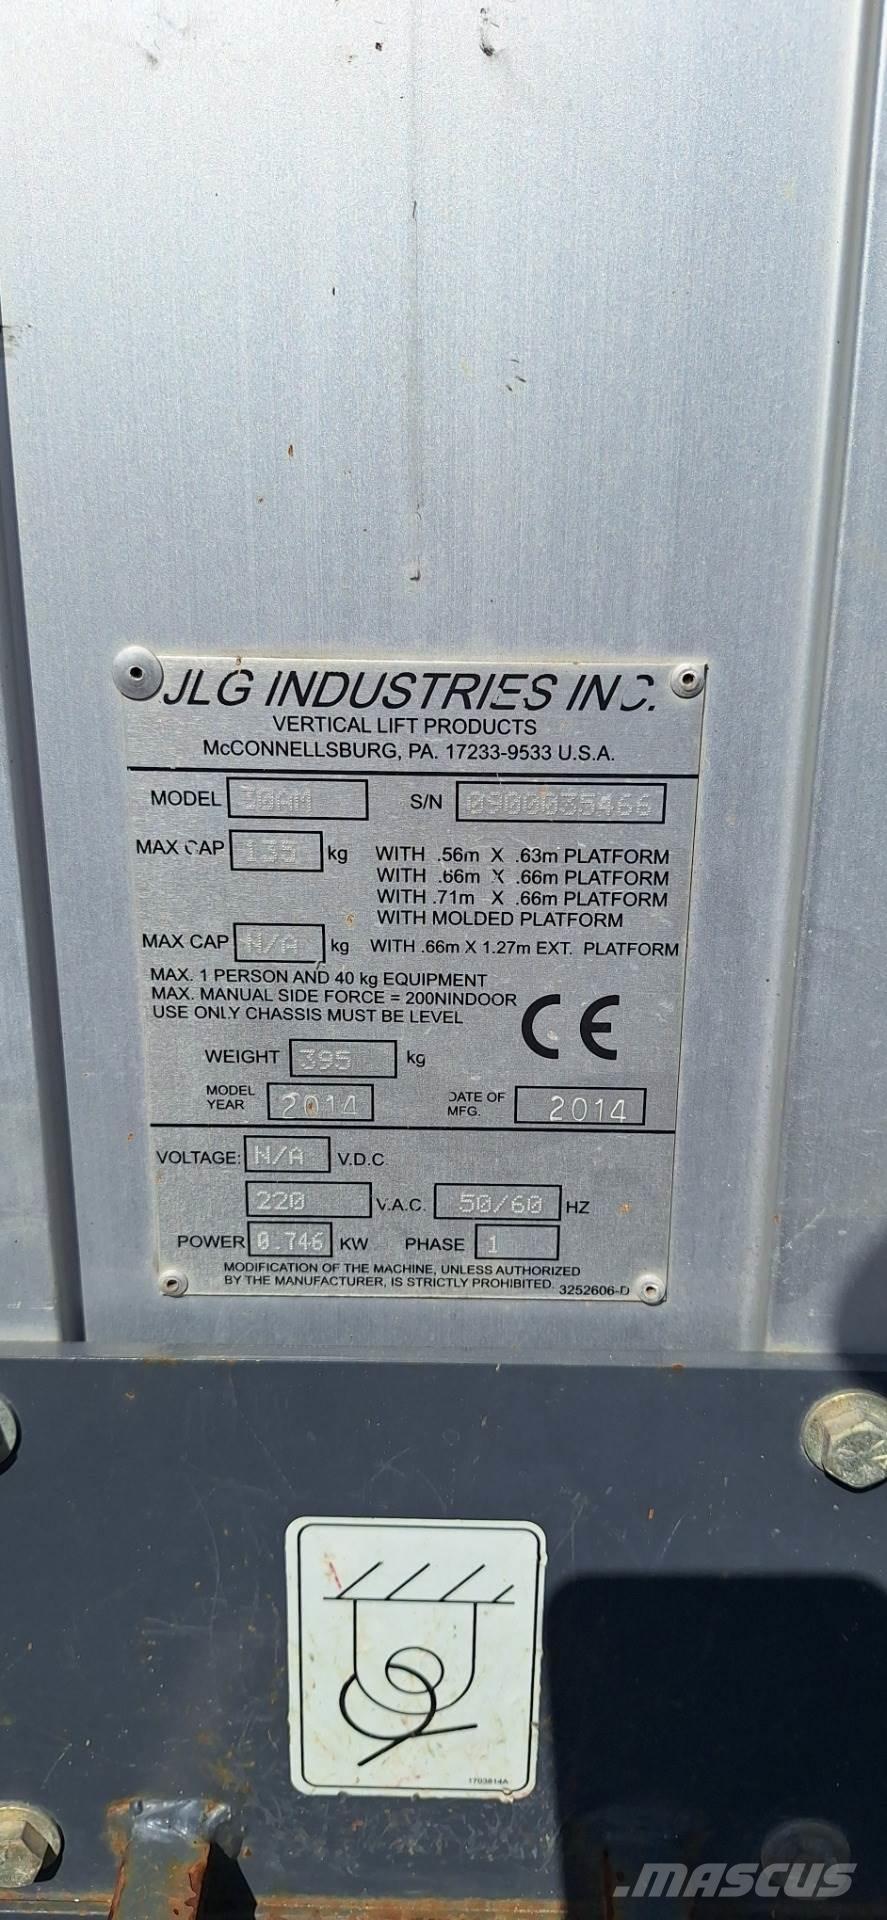 JLG INDUSTRIES INC.
VERTICAL LIFT PRODUCTS
McCONNELLSBURG, PA. 17233-9533 U.S.A.
MODEL 30AM S/N 0900035466
MAX CAP 135 kg WITH .56m X .63m PLATFORM
WITH .66m X .66m PLATFORM
WITH .71m X .66m PLATFORM
WITH MOLDED PLATFORM
MAX CAP N/A kg WITH .66m X 1.27m EXT. PLATFORM
MAX. 1 PERSON AND 40 kg EQUIPMENT
MAX. MANUAL SIDE FORCE = 200NINDOOR
USE ONLY CHASSIS MUST BE LEVEL
CE
WEIGHT 395 kg
MODEL YEAR 2014 DATE OF MFG. 2014
VOLTAGE: N/A V.D.C
220 V.A.C. 50/60 HZ
POWER 0.746 KW PHASE 1
MODIFICATION OF THE MACHINE, UNLESS AUTHORIZED
BY THE MANUFACTURER, IS STRICTLY PROHIBITED. 3252606-D
1703814A
.MASCUS